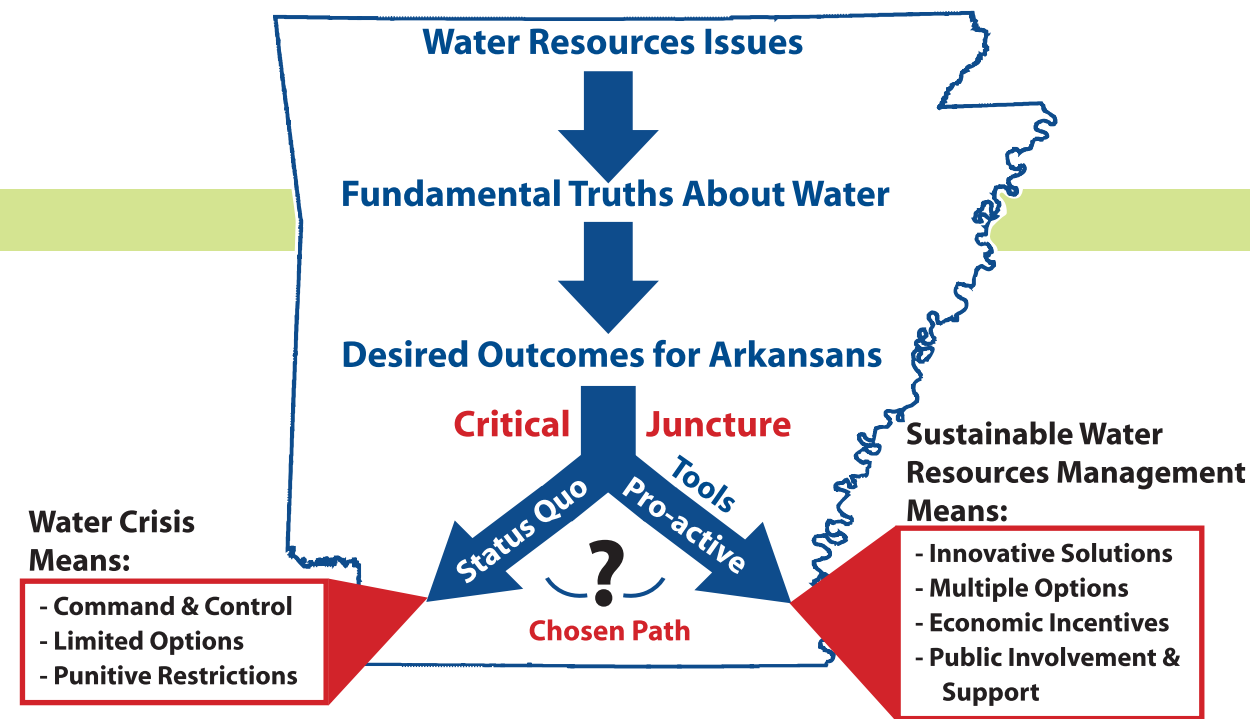 Water Resources Issues
Fundamental Truths About Water
Desired Outcomes for Arkansans
Critical Juncture
Status Quo
Tools
Pro-active
?
Chosen Path
Water Crisis
Means:
- Command & Control
- Limited Options
- Punitive Restrictions
Sustainable Water
Resources Management
Means:
- Innovative Solutions
- Multiple Options
- Economic Incentives
- Public Involvement &
Support